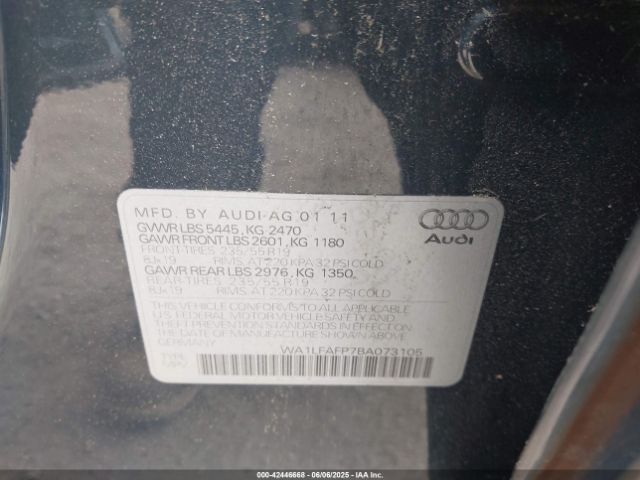 MFD. BY AUDI-AG 01 11
GVWR LBS 5445, KG 2470
GAWR FRONT LBS 2601, KG 1180
FRONT-TIRES 235/55 R19
8Jx19 RIMS, AT 220 KPA 32 PSI COLD
GAWR REAR LBS 2976, KG 1350,
REAR-TIRES 235/55 R19
8Jx19 RIMS, AT 220 KPA 32 PSI COLD
THIS VEHICLE CONFORMS TO ALL APPLICABLE
U.S. FEDERAL MOTOR VEHICLE SAFETY AND
THEFT PREVENTION STANDARDS IN EFFECT ON
THE DATE OF MANUFACTURE SHOWN ABOVE
GERMANY
WA1LFAFP7BA073105
TYPE:
MPV
Audi
000-42446668 - 06/06/2025 - IAA Inc.